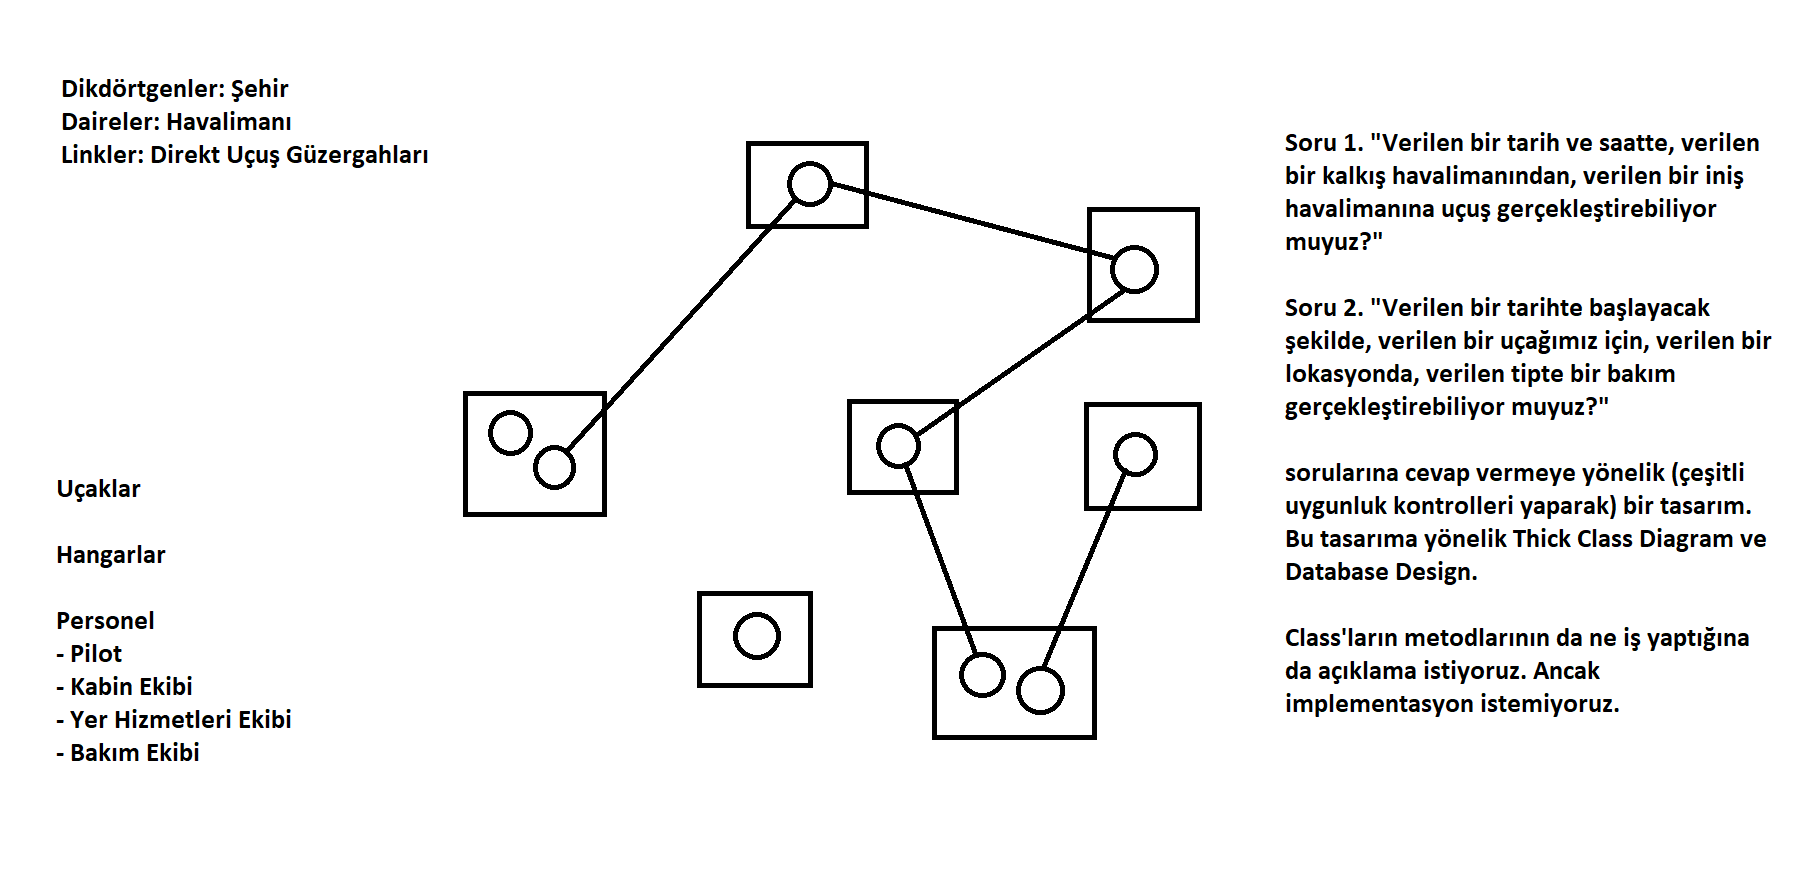 Dikdörtgenler: Şehir
Daireler: Havalimanı
Linkler: Direkt Uçuş Güzergahları
Uçaklar
Hangarlar
Personel
- Pilot
- Kabin Ekibi
- Yer Hizmetleri Ekibi
- Bakım Ekibi
Soru 1. "Verilen bir tarih ve saatte, verilen
bir kalkış havalimanından, verilen bir iniş
havalimanına uçuş gerçekleştirebiliyor
muyuz?"
Soru 2. "Verilen bir tarihte başlayacak
şekilde, verilen bir uçağımız için, verilen bir
lokasyonda, verilen tipte bir bakım
gerçekleştirebiliyor muyuz?"
sorularına cevap vermeye yönelik (çeşitli
uygunluk kontrolleri yaparak) bir tasarım.
Bu tasarıma yönelik Thick Class Diagram ve
Database Design.
Class'ların metodlarının da ne iş yaptığına
da açıklama istiyoruz. Ancak
implementasyon istemiyoruz.